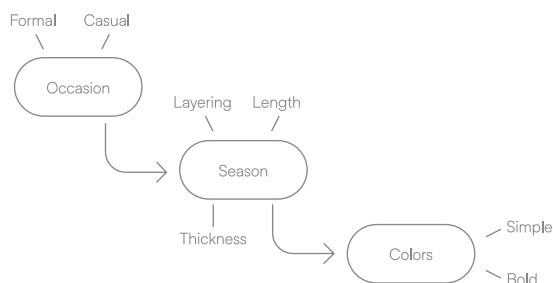 Formal Casual
Occasion
Layering Length
Season
Thickness
Simple
Colors
Bold